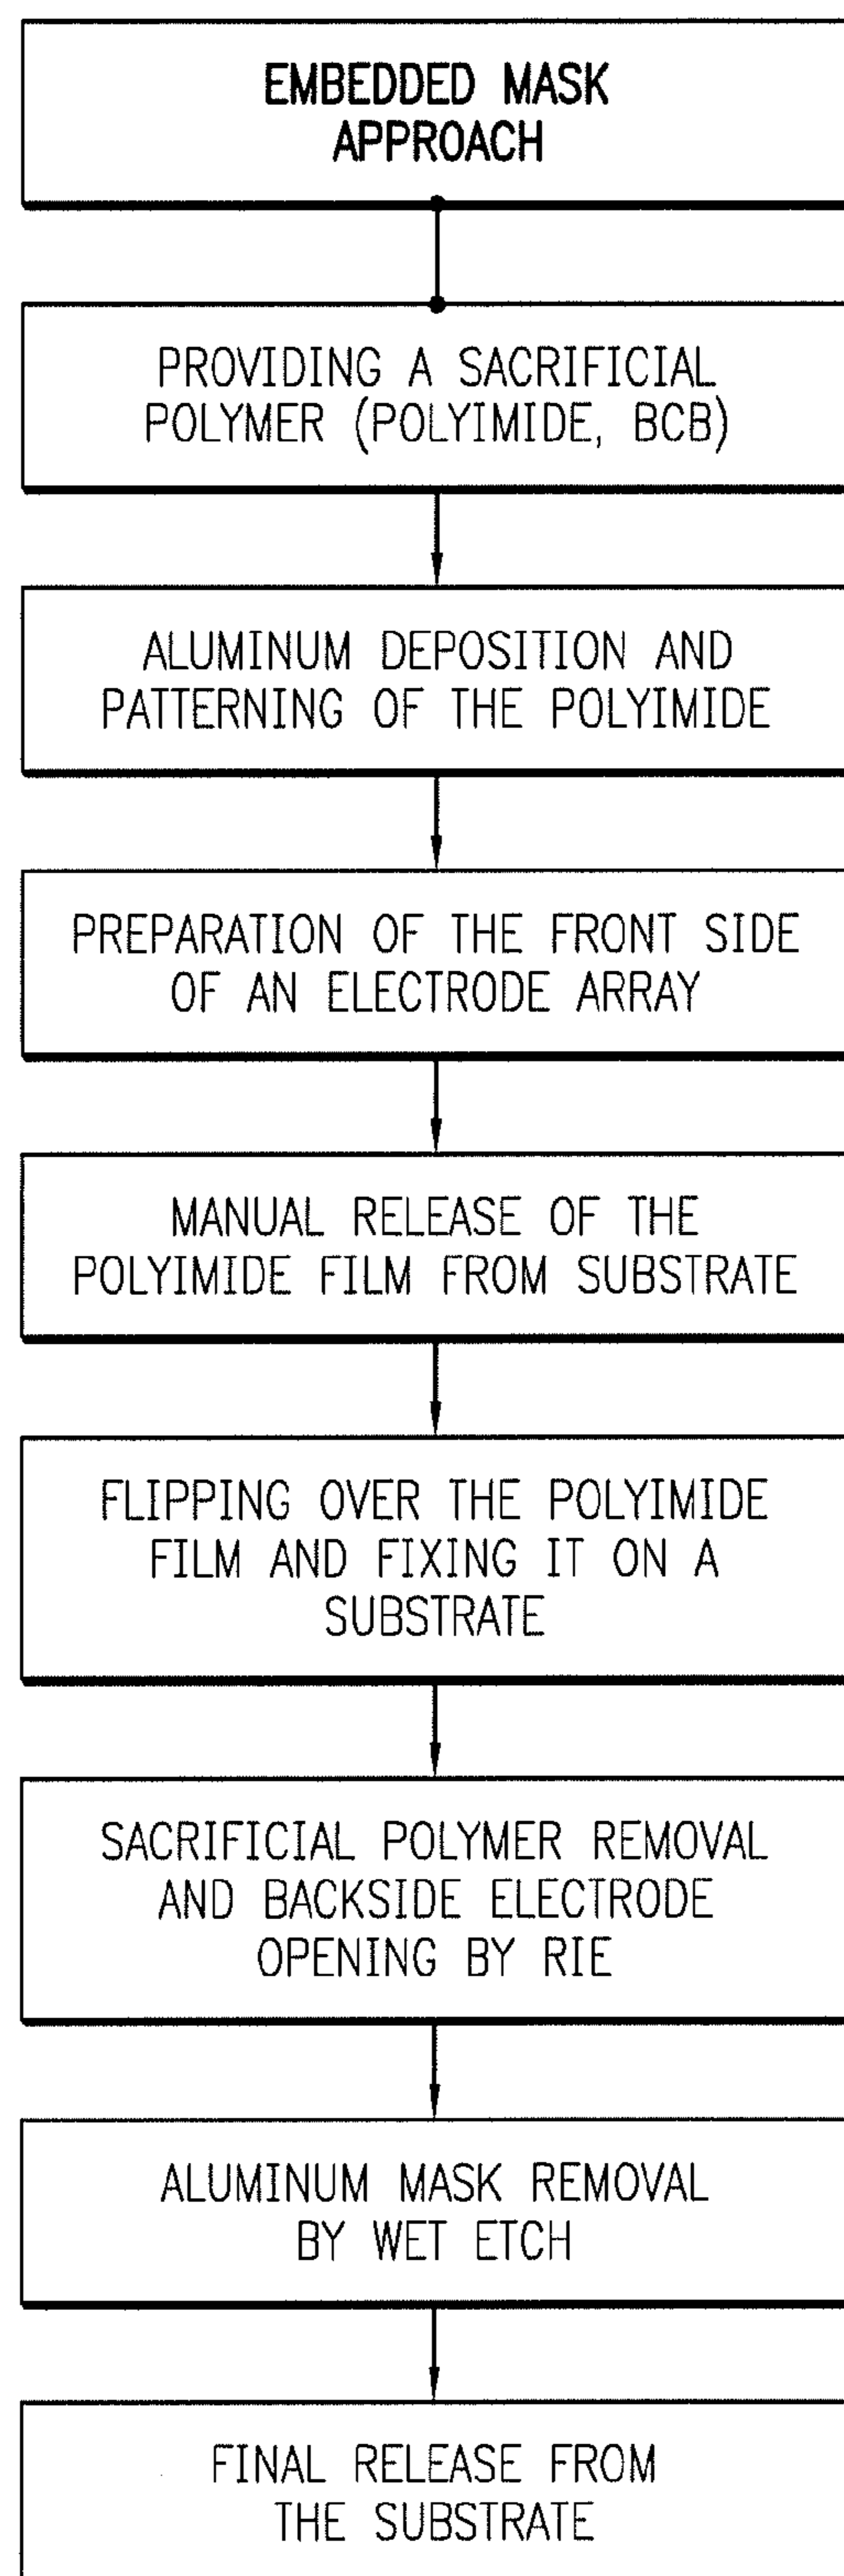 EMBEDDED MASK
APPROACH
PROVIDING A SACRIFICIAL
POLYMER (POLYIMIDE, BCB)
ALUMINUM DEPOSITION AND
PATTERNING OF THE POLYIMIDE
PREPARATION OF THE FRONT SIDE
OF AN ELECTRODE ARRAY
MANUAL RELEASE OF THE
POLYIMIDE FILM FROM SUBSTRATE
FLIPPING OVER THE POLYIMIDE
FILM AND FIXING IT ON A
SUBSTRATE
SACRIFICIAL POLYMER REMOVAL
AND BACKSIDE ELECTRODE
OPENING BY RIE
ALUMINUM MASK REMOVAL
BY WET ETCH
FINAL RELEASE FROM
THE SUBSTRATE